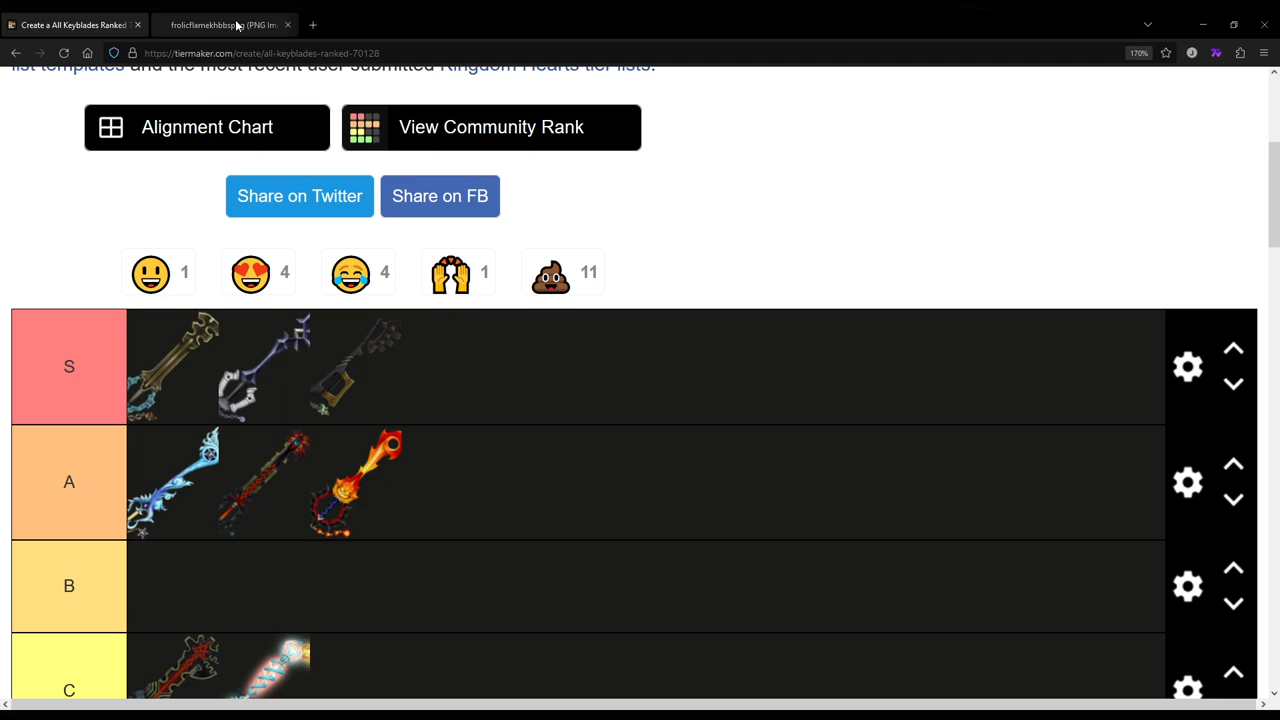 Create a All Keyblades Ranked
frolicflamekhbbs (PNG Im
https://tiermaker.com/create/all-keyblades-ranked-70128
170%
list templates and the most recent user submitted Kingdom Hearts tier lists.
Alignment Chart
View Community Rank
Share on Twitter
Share on FB
1
4
4
1
11
S
A
B
C